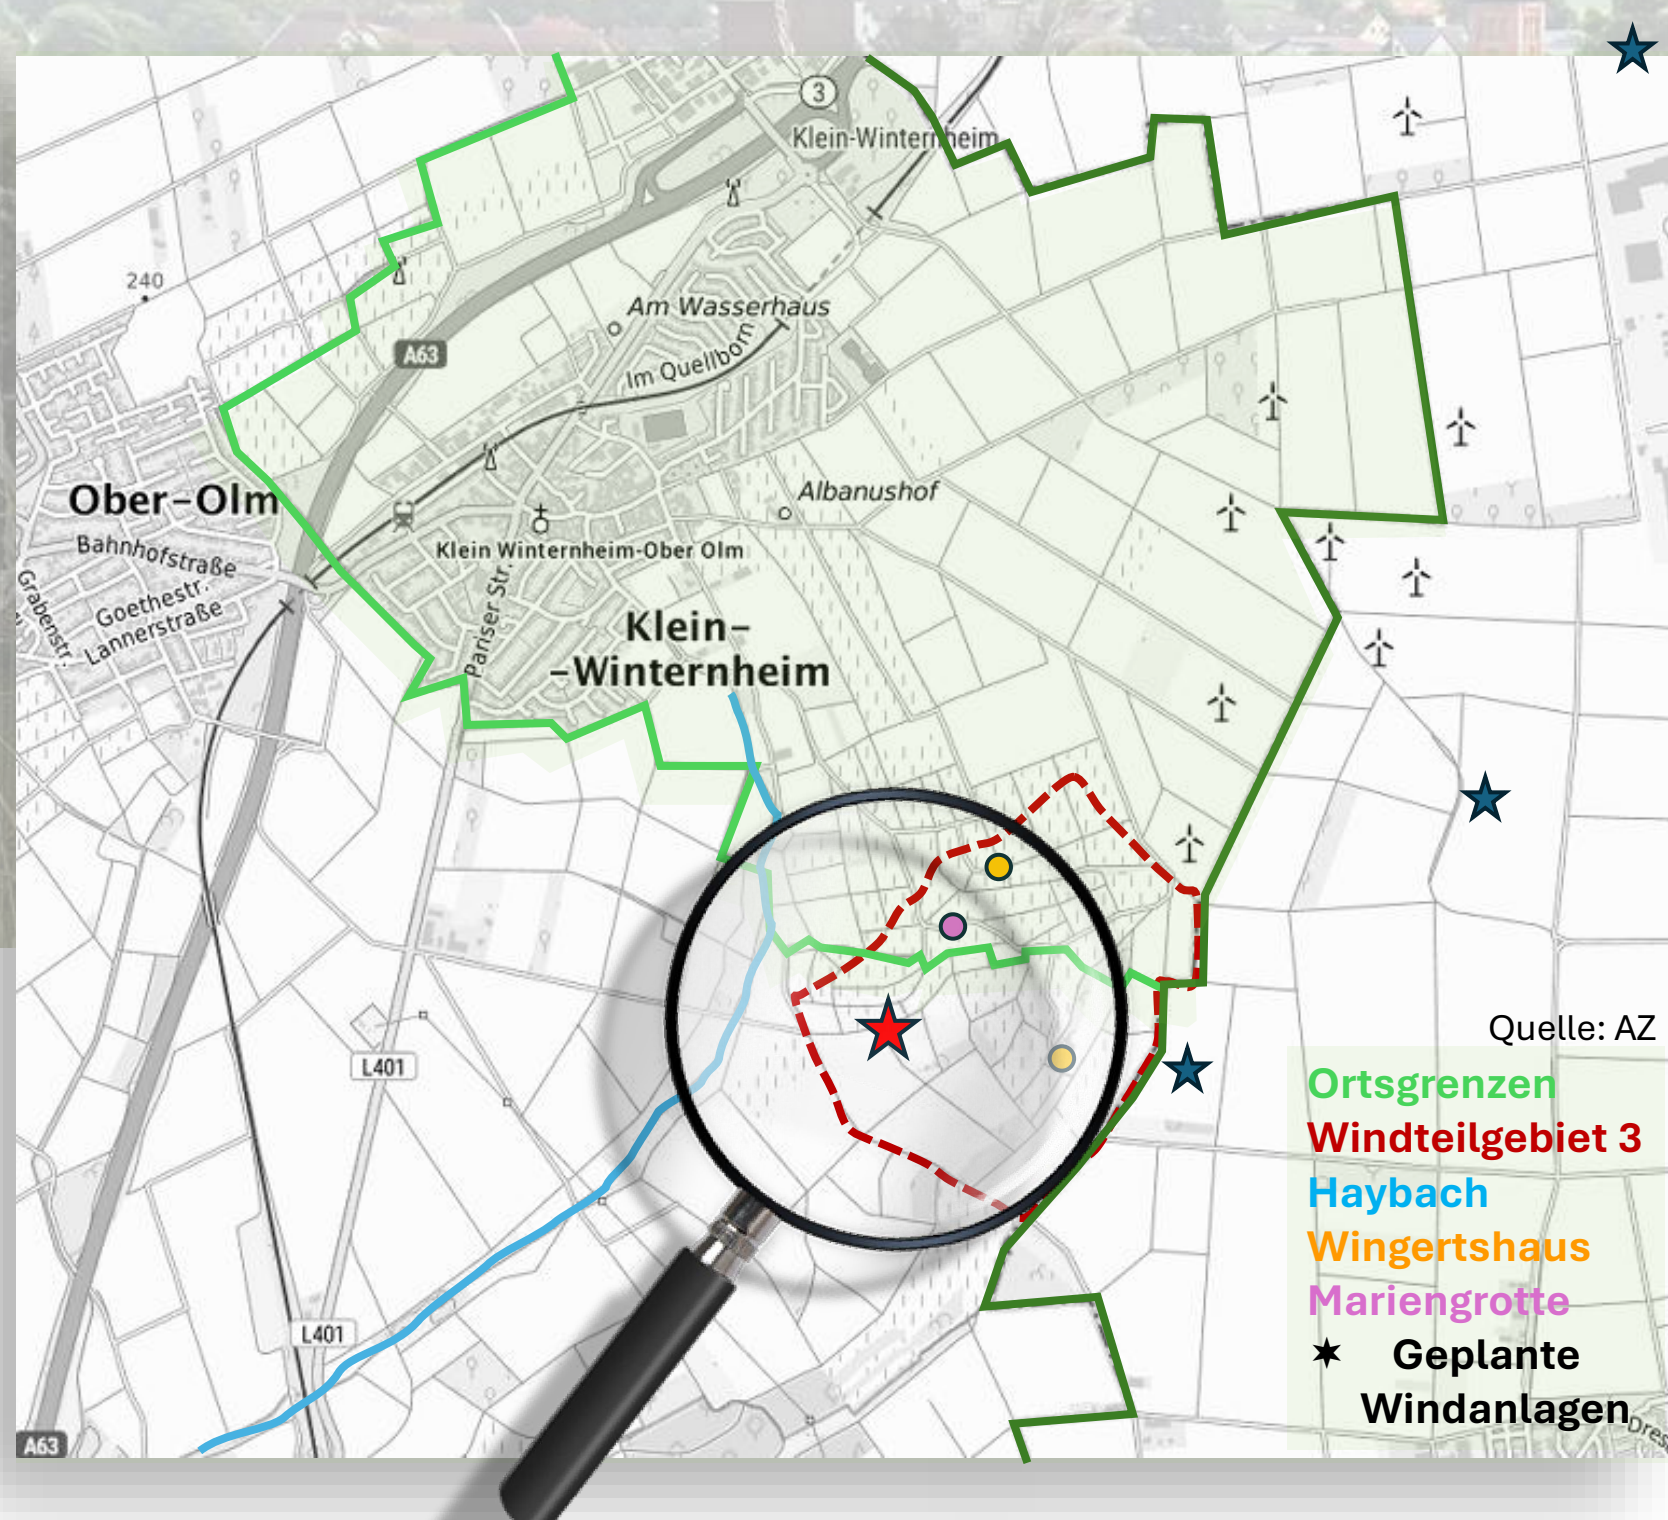 3
Klein-Winternheim
240
Am Wasserhaus
Im Quellborn
A63
Ober-Olm
Albanushof
Bahnhofstraße
Klein Winternheim-Ober Olm
Grabenstr.
Goethestr.
Lannerstraße
Pariser Str.
Klein-
-Winternheim
Quelle: AZ
L401
Ortsgrenzen
Windteilgebiet 3
Haybach
Wingertshaus
Mariengrotte
L401
Geplante
Windanlagen
A63